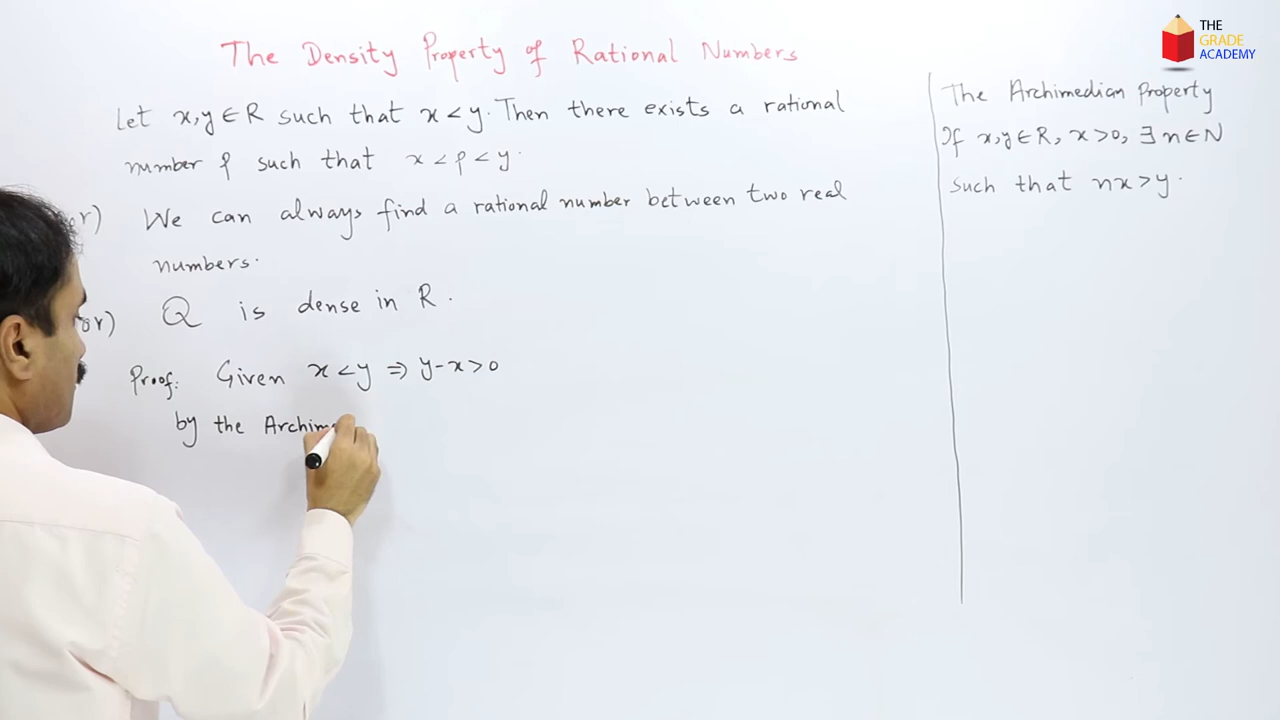 The Density Property of Rational Numbers
Let x,y ∈ R such that x < y. Then there exists a rational
number p such that x < p < y.
or) We can always find a rational number between two real
numbers.
or) Q is dense in R.
Proof: Given x < y ⇒ y-x > 0
by the Archim
The Archimedian Property
If x,y ∈ R, x > 0, ∃ n ∈ N
such that nx > y.
THE
GRADE
ACADEMY